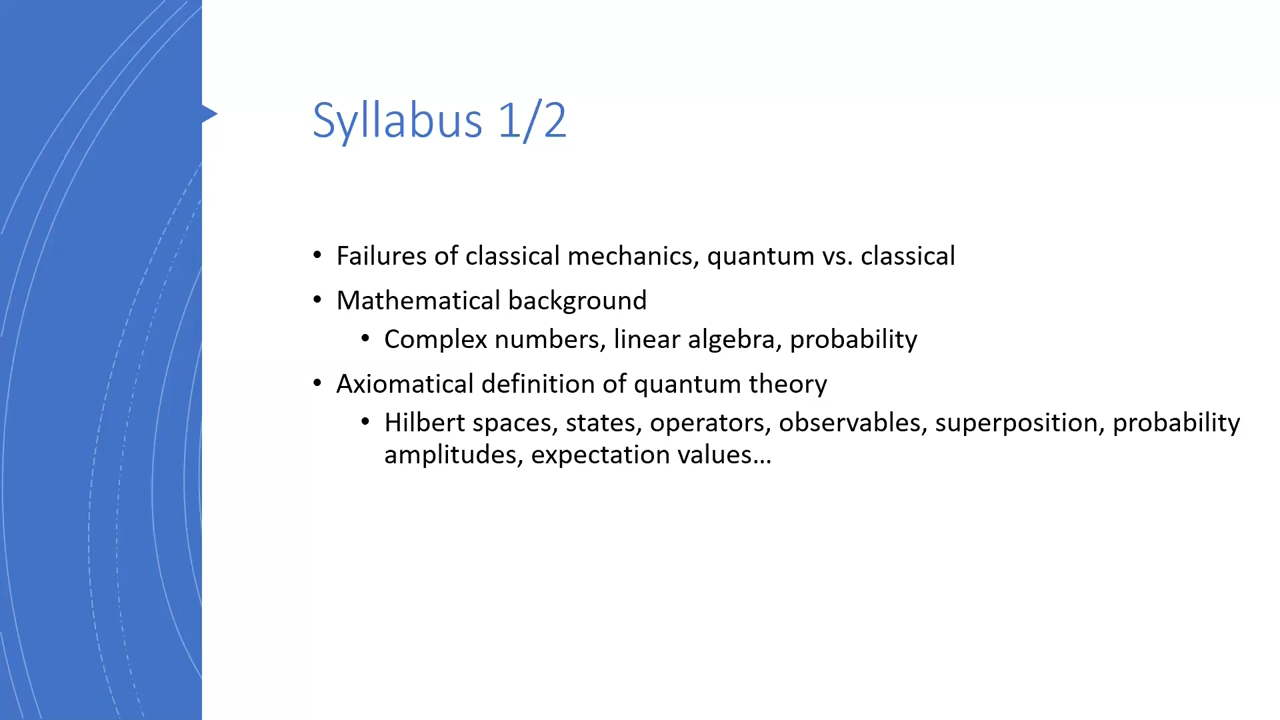 Syllabus 1/2
• Failures of classical mechanics, quantum vs. classical
• Mathematical background
• Complex numbers, linear algebra, probability
• Axiomatical definition of quantum theory
• Hilbert spaces, states, operators, observables, superposition, probability
amplitudes, expectation values…